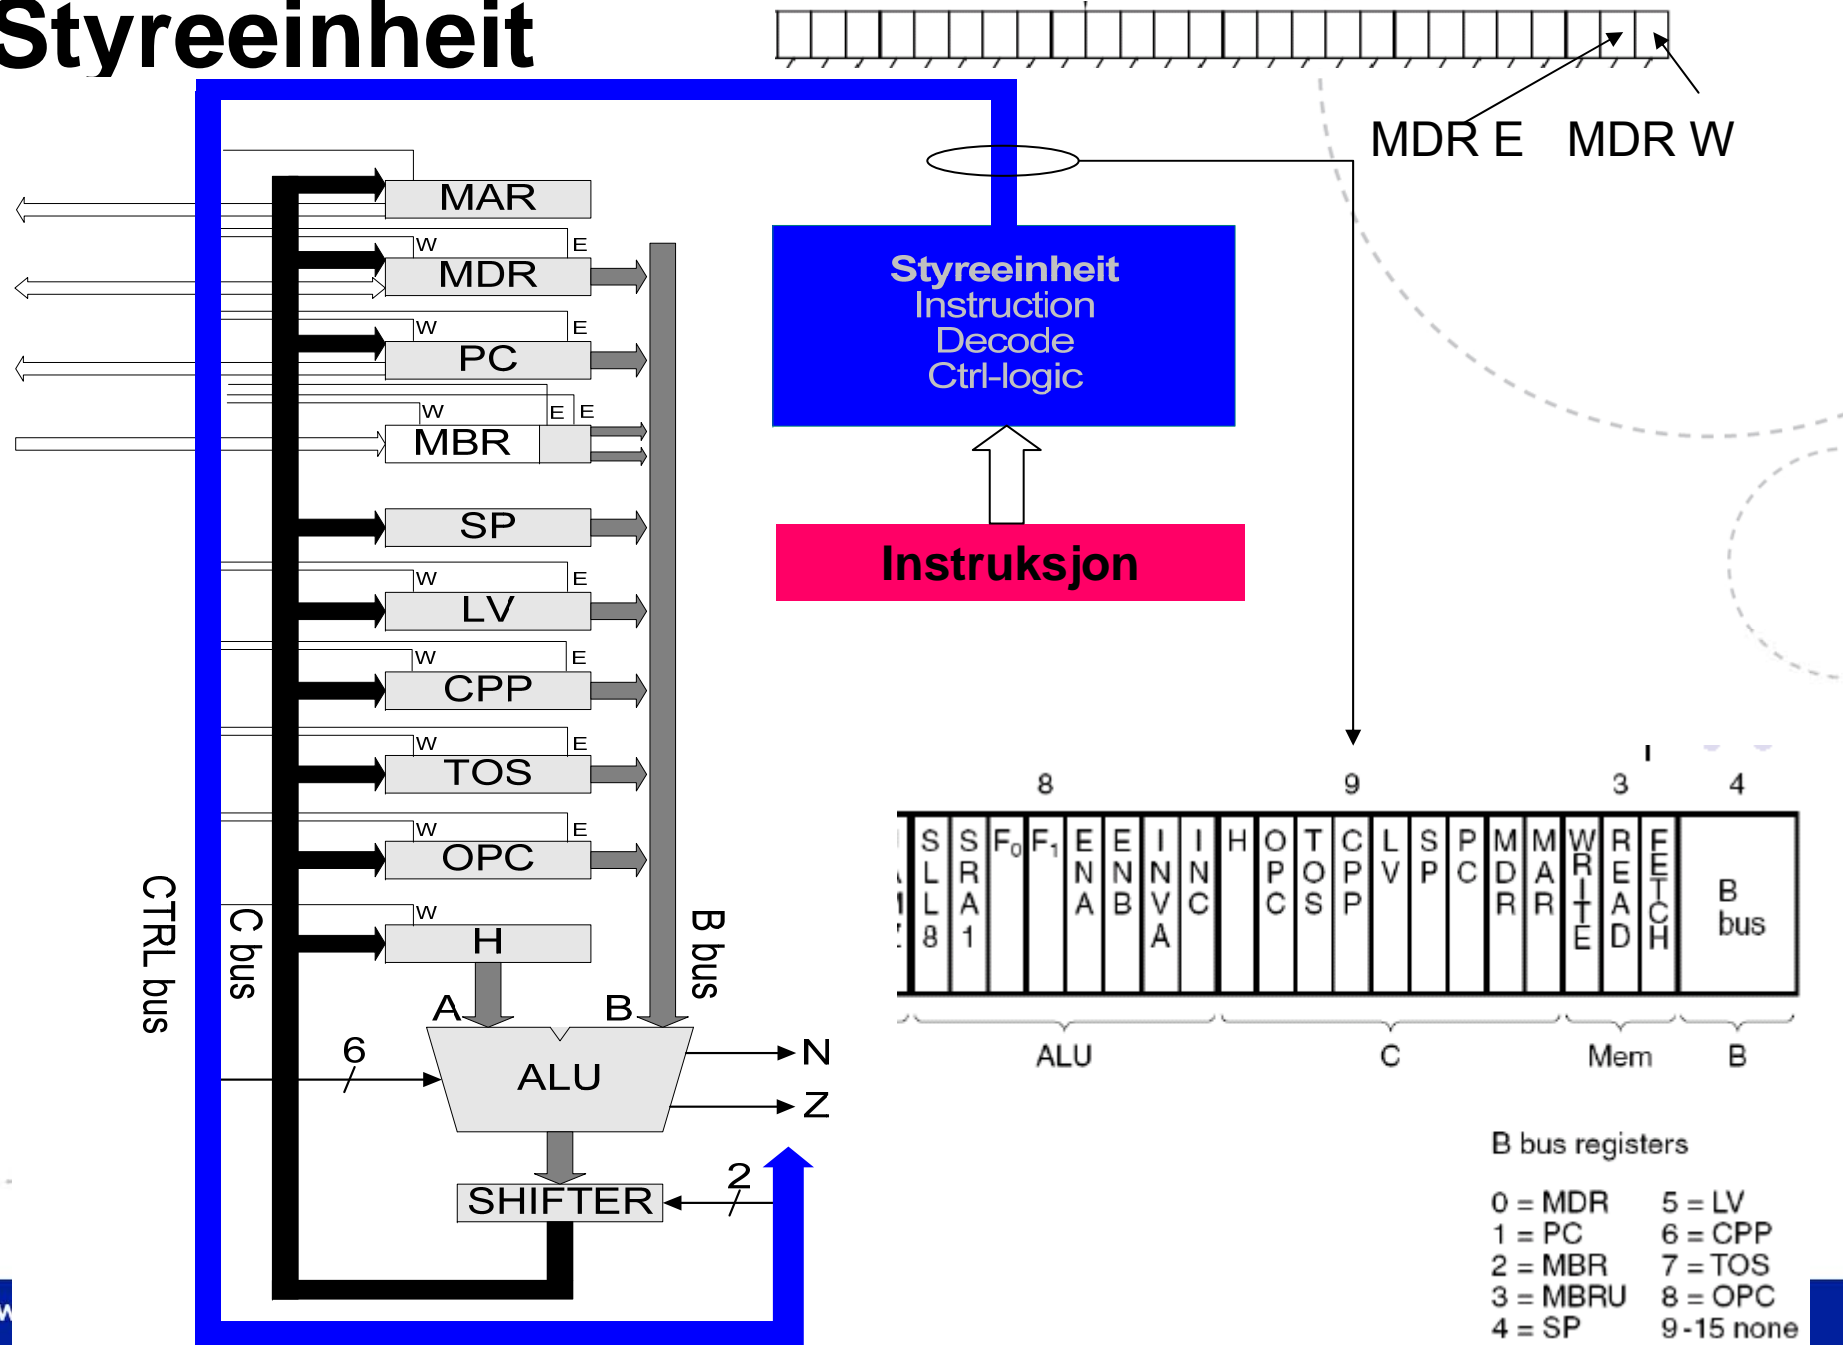 Styreeinheit
MDR E MDR W
MAR
W E
MDR
W E
PC
W E E
MBR
SP
W E
LV
W E
CPP
W E
TOS
W E
OPC
W
H
CTRL bus
C bus
B bus
A B
6
ALU
N
Z
2
SHIFTER
Styreeinheit
Instruction
Decode
Ctrl-logic
Instruksjon
8 9 3 4
SLL8 SRA1 F0 F1 ENA ENB INVA INC H OPC TOS CPP LV SP PC MDR MAR WRITE READ FETCH B bus
ALU C Mem B
B bus registers
0 = MDR 5 = LV
1 = PC 6 = CPP
2 = MBR 7 = TOS
3 = MBRU 8 = OPC
4 = SP 9-15 none